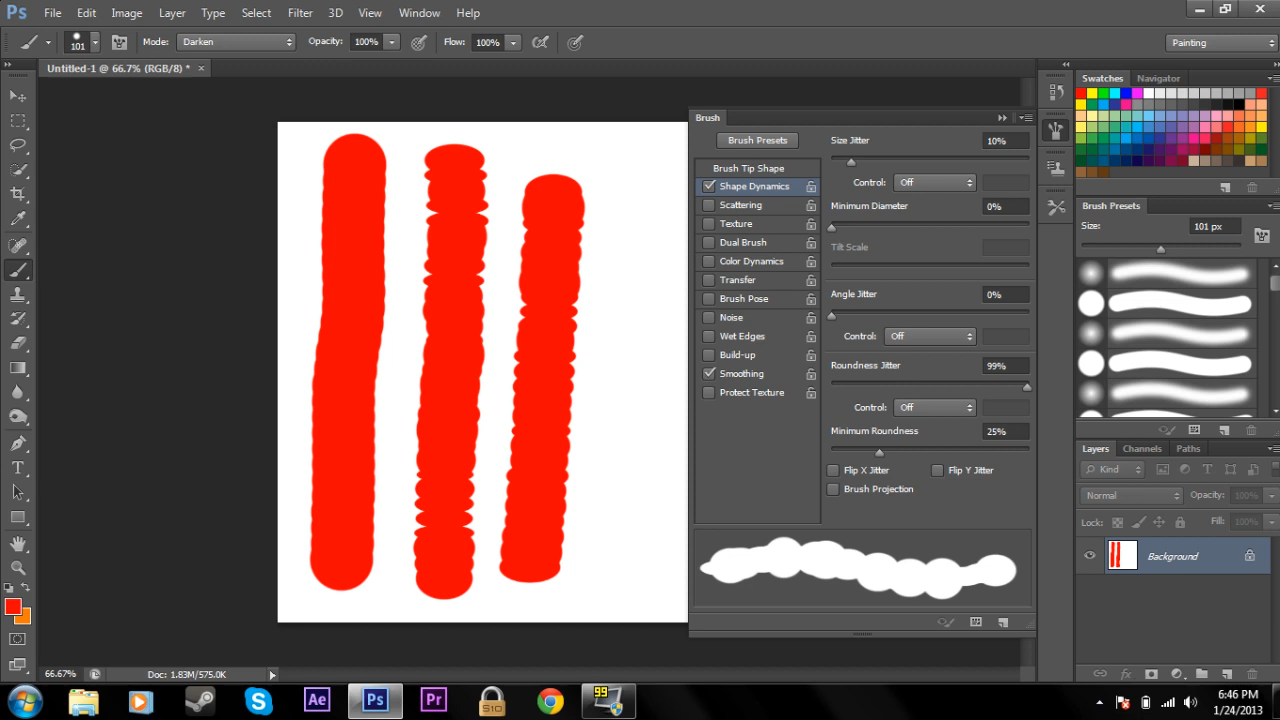 Ps File Edit Image Layer Type Select Filter 3D View Window Help
101 Mode: Darken Opacity: 100% Flow: 100% Painting
Untitled-1 @ 66.7% (RGB/8) * ×
Swatches Navigator
Brush
Brush Presets
Brush Tip Shape
Shape Dynamics
Scattering
Texture
Dual Brush
Color Dynamics
Transfer
Brush Pose
Noise
Wet Edges
Build-up
Smoothing
Protect Texture
Size Jitter 10%
Control: Off
Minimum Diameter 0%
Tilt Scale
Angle Jitter 0%
Control: Off
Roundness Jitter 99%
Control: Off
Minimum Roundness 25%
Flip X Jitter Flip Y Jitter
Brush Projection
Brush Presets
Size: 101 px
Layers Channels Paths
Kind
Normal Opacity: 100%
Lock: Fill: 100%
Background
66.67% Doc: 1.83M/575.0K
Ae Ps Pr S10 99
6:46 PM
1/24/2013